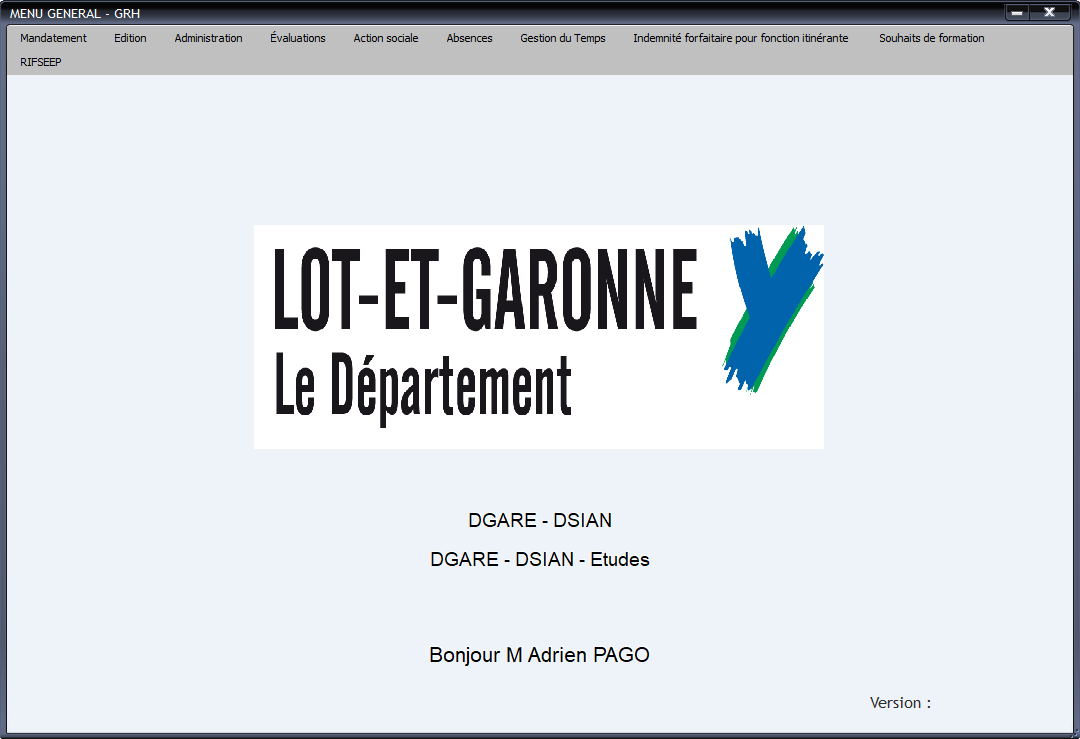 MENU GENERAL - GRH
Mandatement Edition Administration Évaluations Action sociale Absences Gestion du Temps Indemnité forfaitaire pour fonction itinérante Souhaits de formation
RIFSEEP
LOT-ET-GARONNE
Le Département
DGARE - DSIAN
DGARE - DSIAN - Etudes
Bonjour M Adrien PAGO
Version :